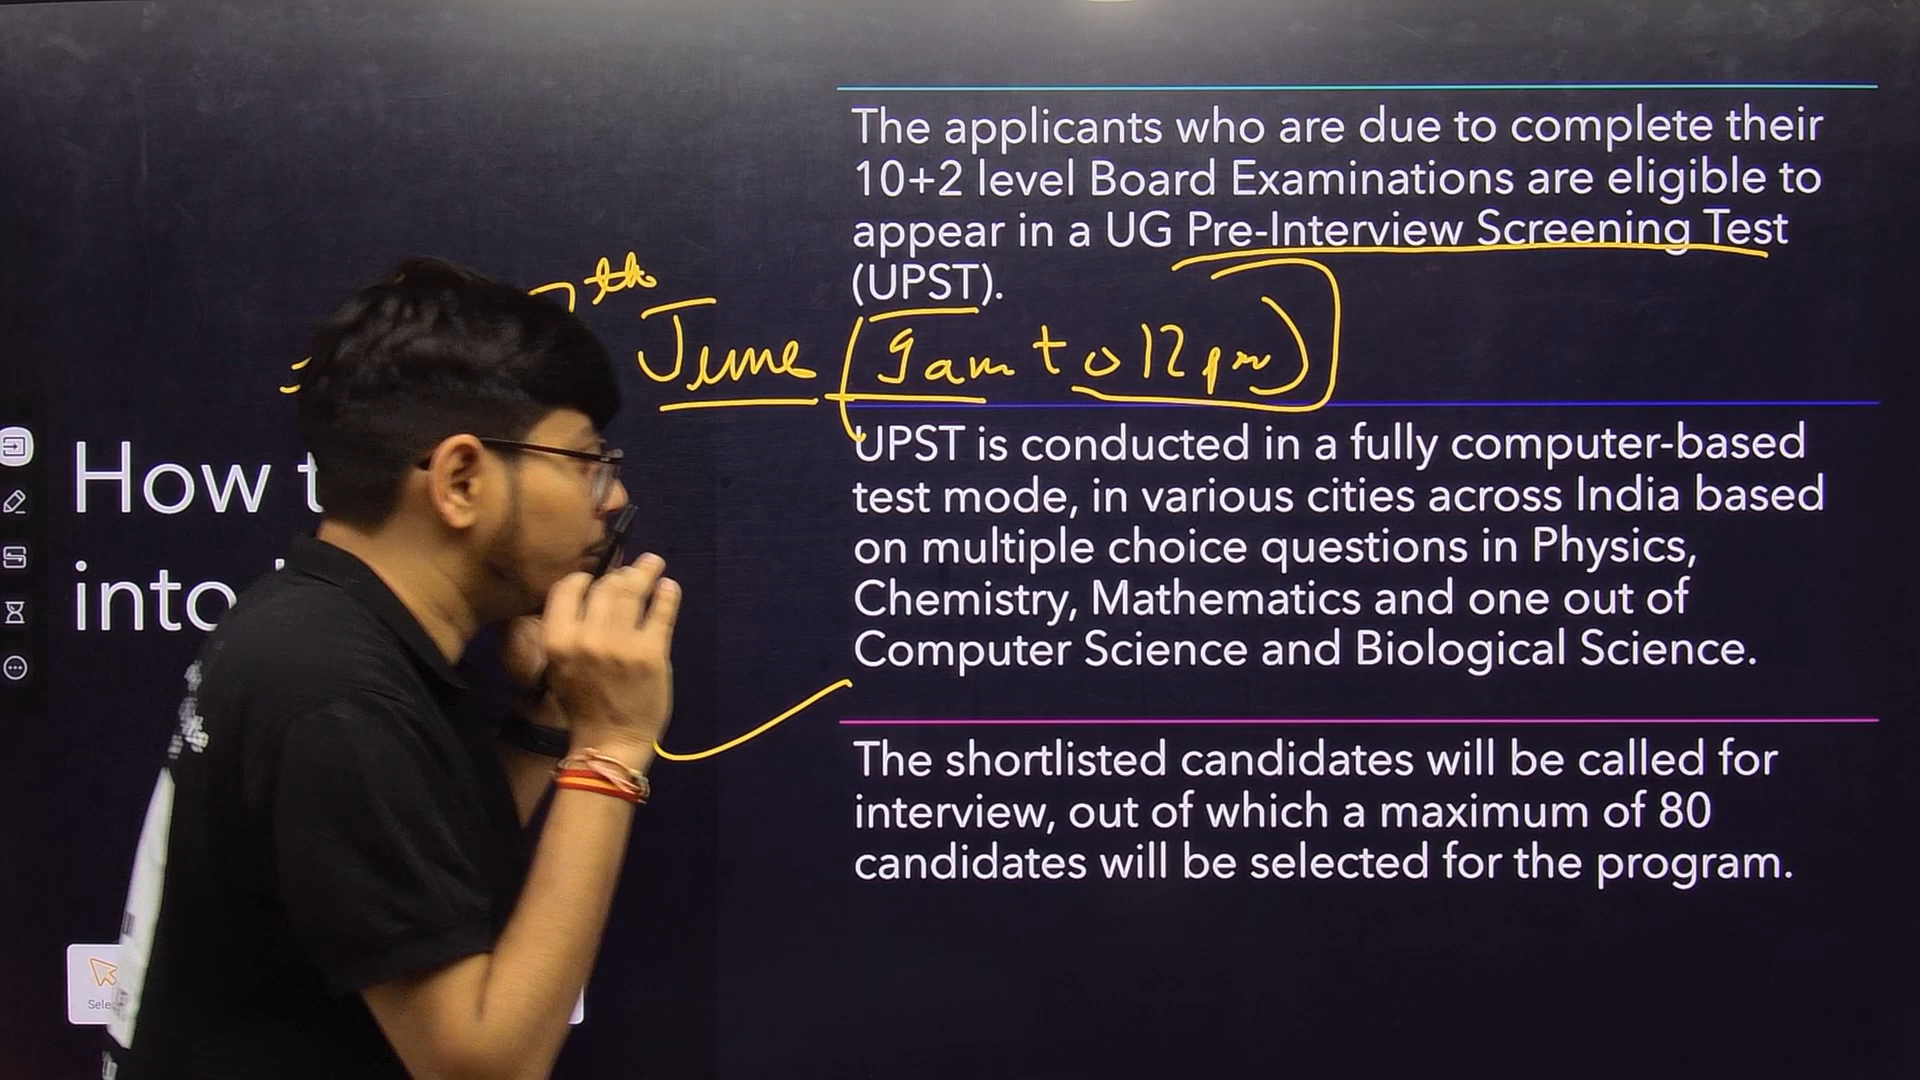 The applicants who are due to complete their
10+2 level Board Examinations are eligible to
appear in a UG Pre-Interview Screening Test
(UPST).
7th
June (9am to 12pm)
How t
into
UPST is conducted in a fully computer-based
test mode, in various cities across India based
on multiple choice questions in Physics,
Chemistry, Mathematics and one out of
Computer Science and Biological Science.
The shortlisted candidates will be called for
interview, out of which a maximum of 80
candidates will be selected for the program.
Sele